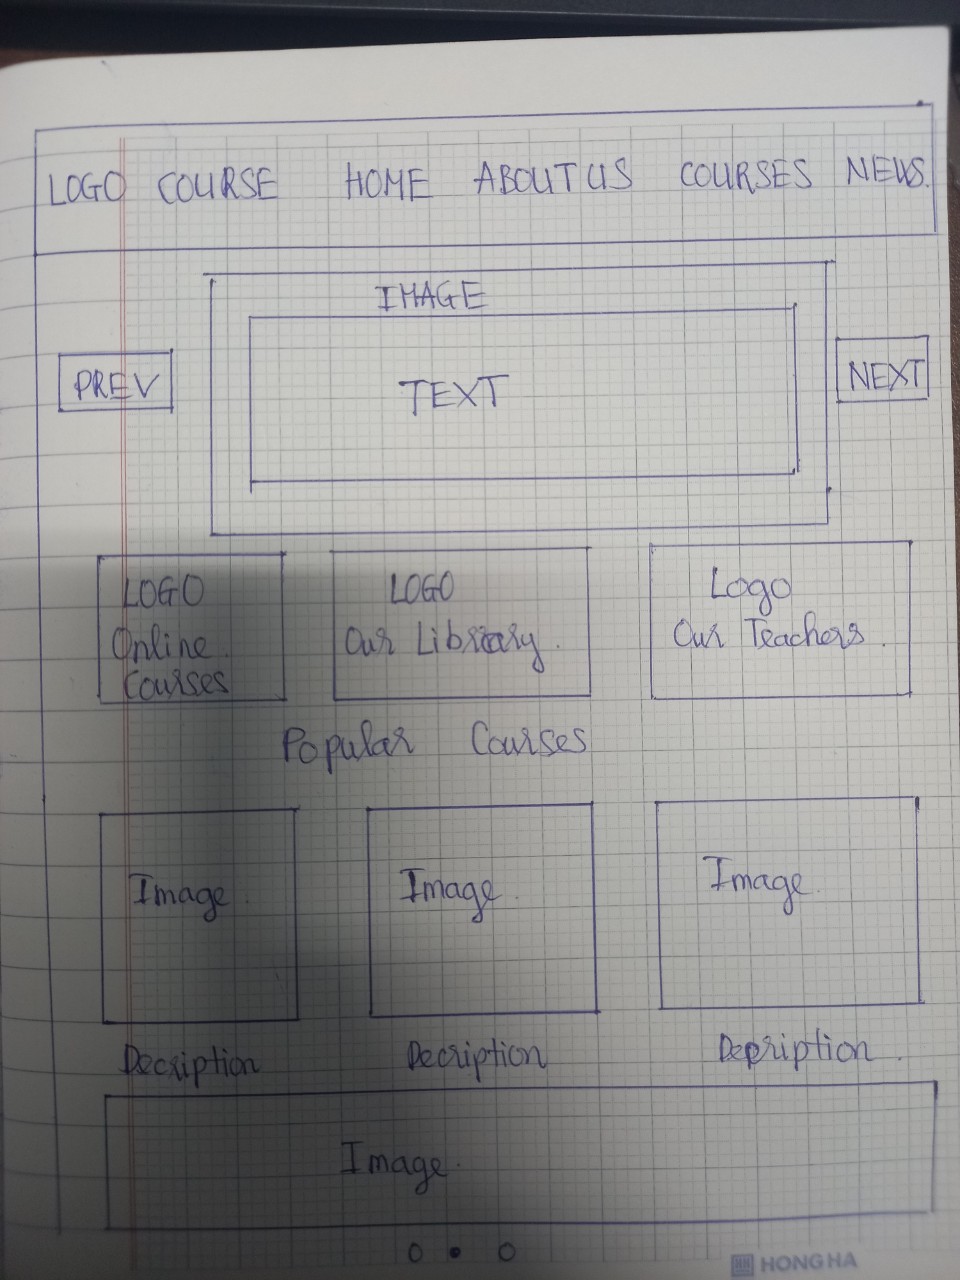 LOGO COURSE HOME ABOUT US COURSES NEWS.
IMAGE
PREV
TEXT
NEXT
LOGO
Online
Courses
LOGO
Our Library.
Logo
Our Teachers.
Popular Courses
Image.
Image.
Image.
Decription
Decription
Depription.
Image.
HONG HA